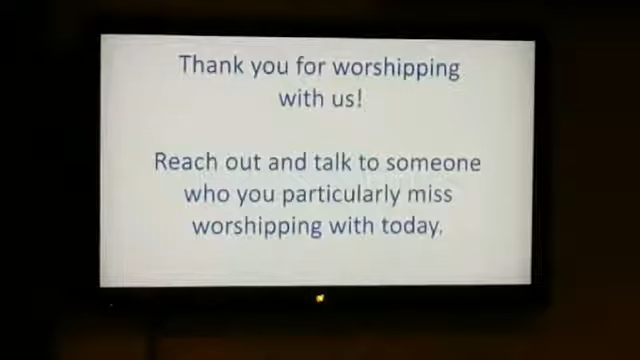 Thank you for worshipping
with us!
Reach out and talk to someone
who you particularly miss
worshipping with today.